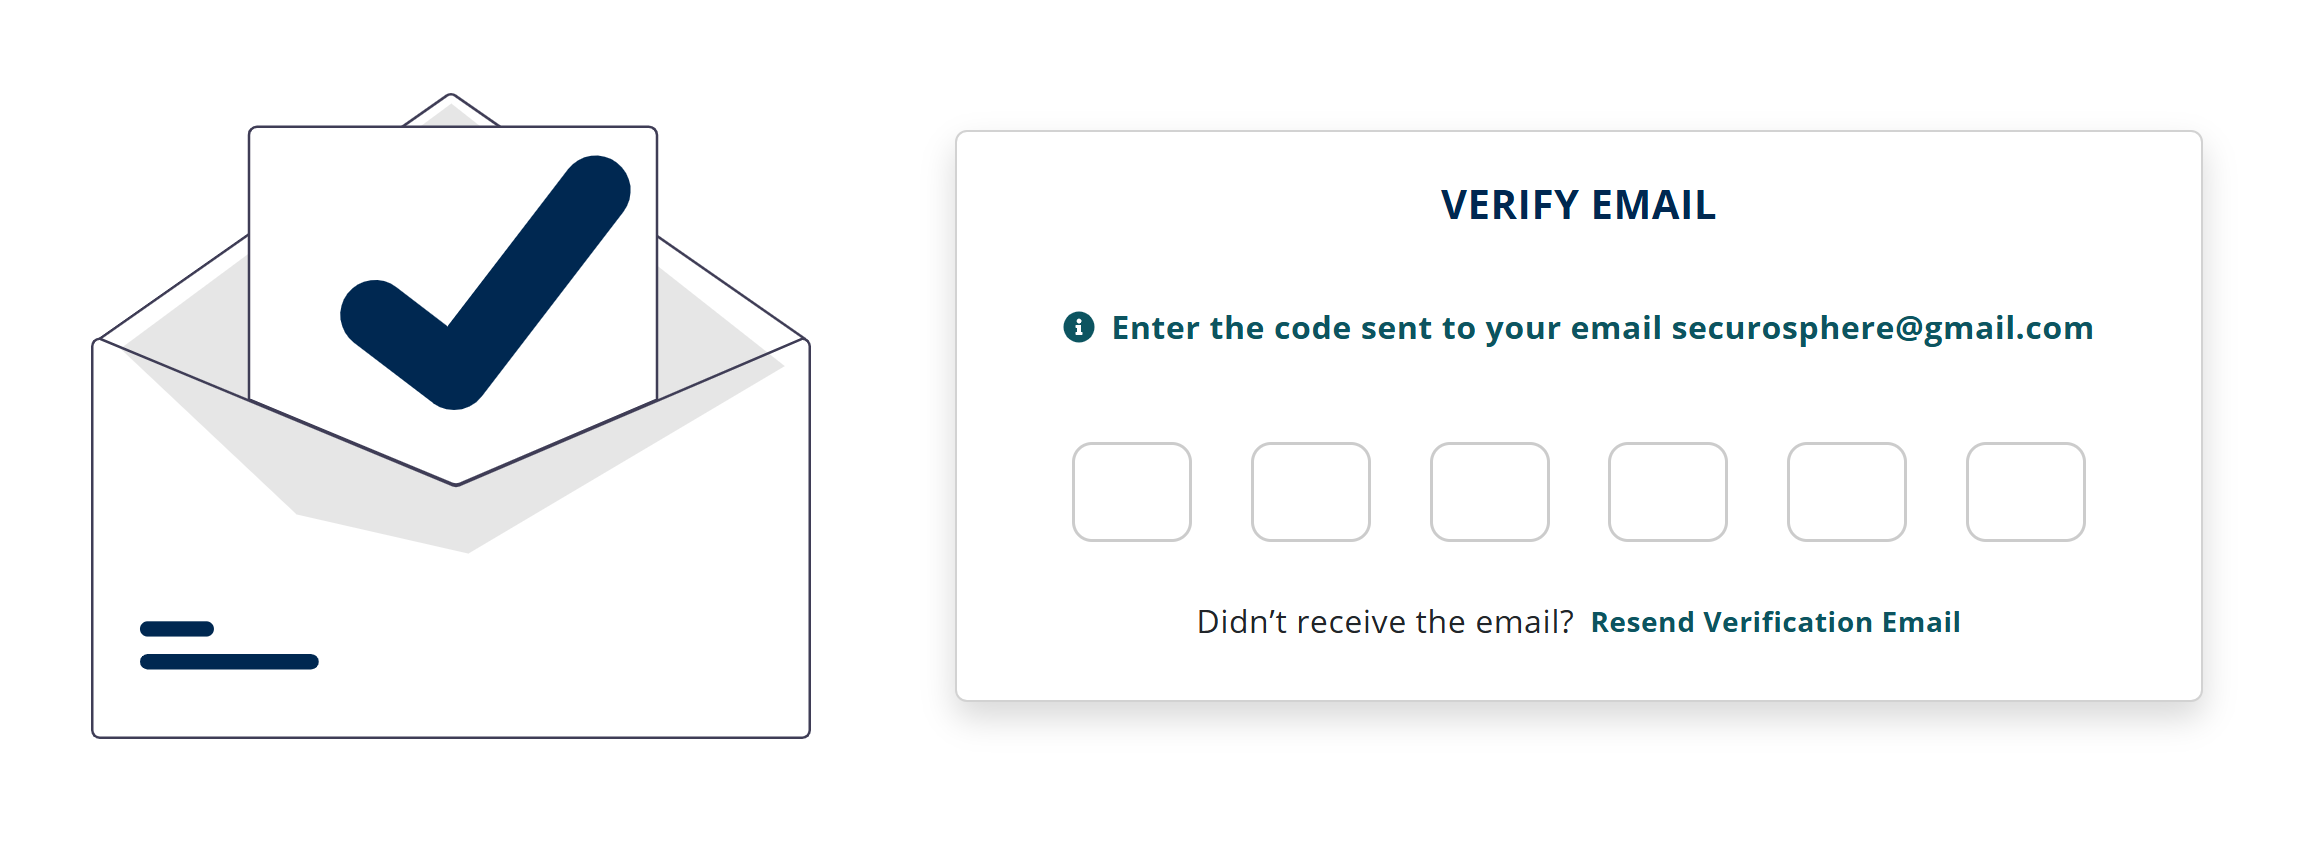 VERIFY EMAIL
Enter the code sent to your email securosphere@gmail.com
Didn’t receive the email? Resend Verification Email